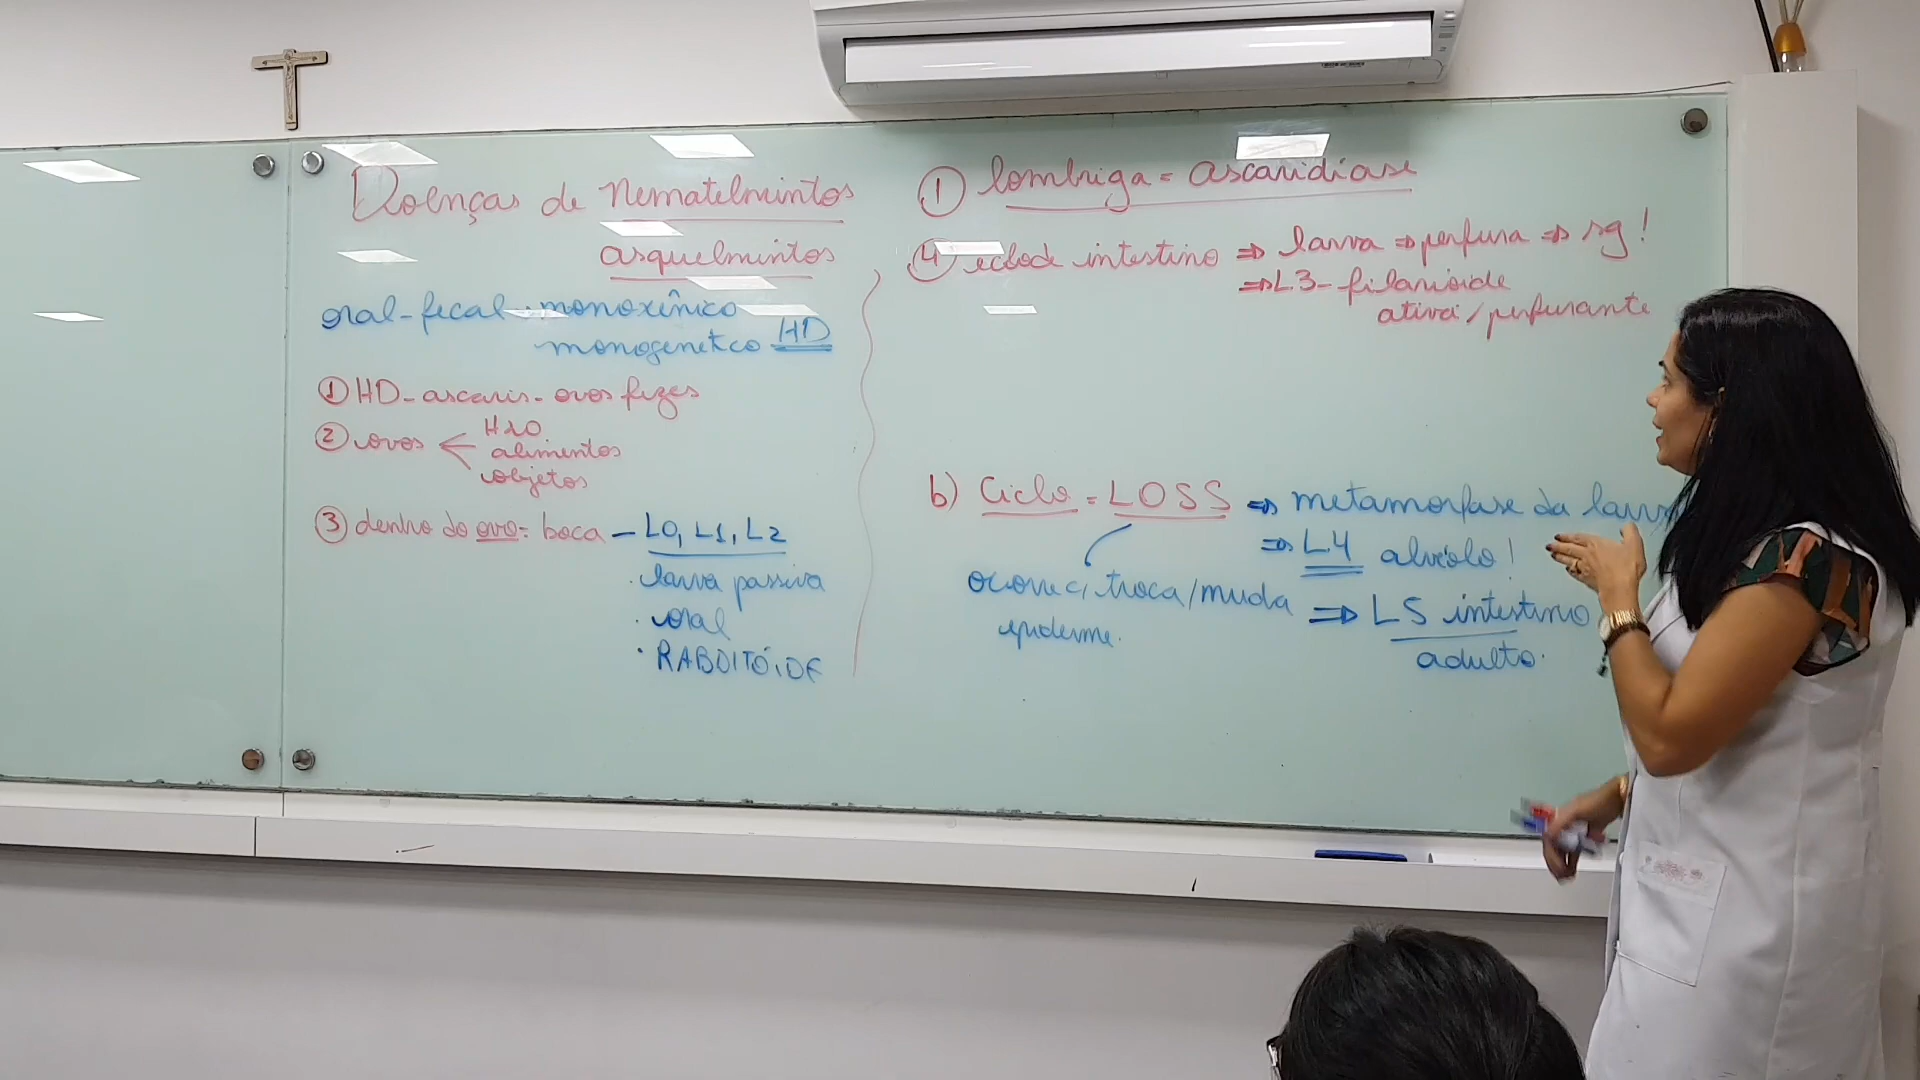 Doenças de Nematelmintos
asquelmintos
oral-fecal - monoxênico
monogenético HD
① HD - ascaris - ovos fezes
② ovos < H2O
alimentos
objetos
③ dentro do ovo = boca - L0, L1, L2
· larva passiva
· oral
· RABDITÓIDE
① lombriga = ascaridíase
④ eclode intestino ⇒ larva ⇒ perfura ⇒ sg!
⇒ L3 - filarióide
ativa / perfurante
b) Ciclo = LOSS ⇒ metamorfase da larva
⇒ L4 alvéolo!
ocorre c/ troca/muda
epiderme.
⇒ L5 intestino
adulto.